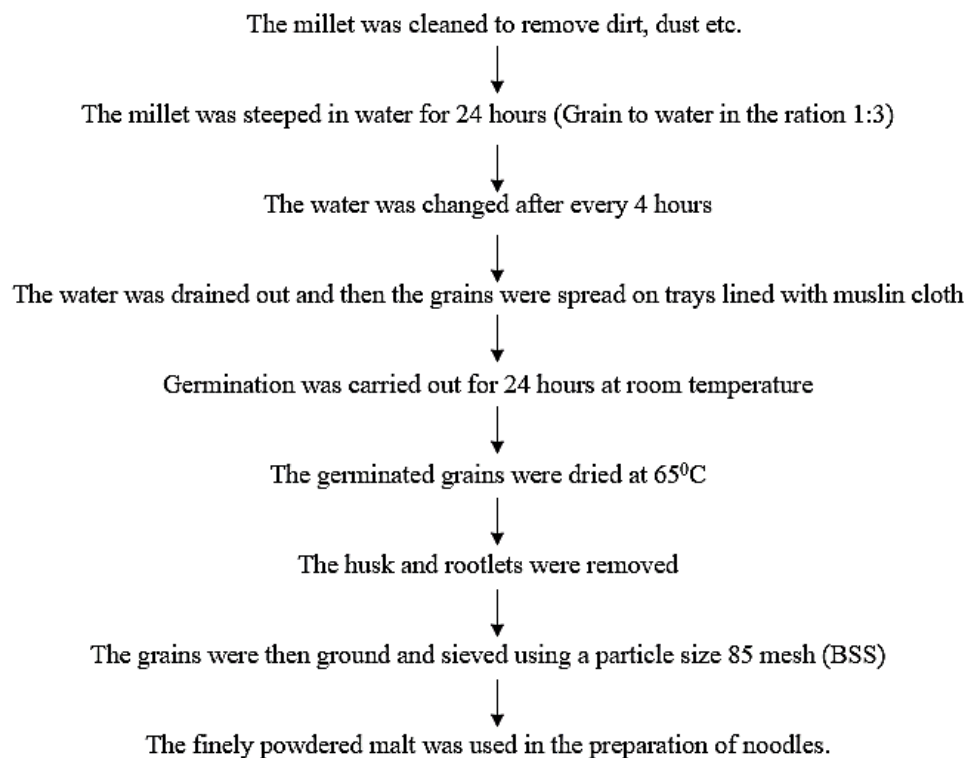 The millet was cleaned to remove dirt, dust etc.
The millet was steeped in water for 24 hours (Grain to water in the ration 1:3)
The water was changed after every 4 hours
The water was drained out and then the grains were spread on trays lined with muslin cloth
Germination was carried out for 24 hours at room temperature
The germinated grains were dried at 65⁰C
The husk and rootlets were removed
The grains were then ground and sieved using a particle size 85 mesh (BSS)
The finely powdered malt was used in the preparation of noodles.